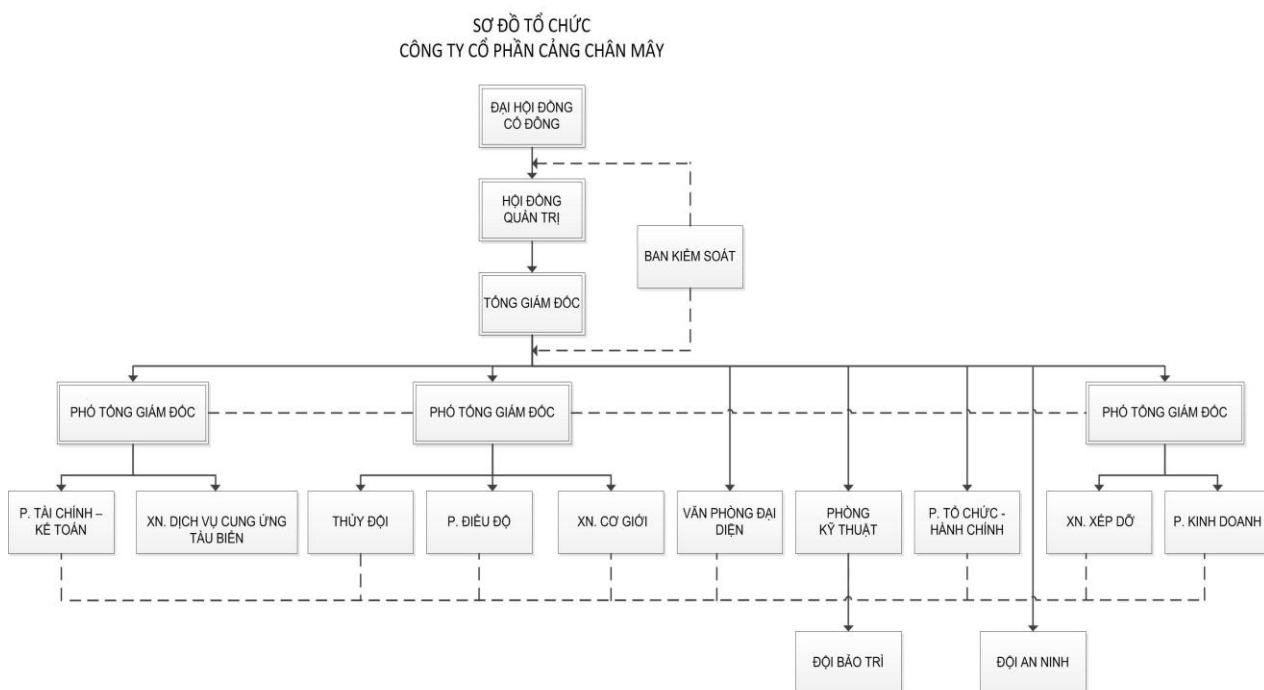 SƠ ĐỒ TỔ CHỨC
CÔNG TY CỔ PHẦN CẢNG CHÂN MÂY
ĐẠI HỘI ĐỒNG
CỔ ĐÔNG
HỘI ĐỒNG
QUẢN TRỊ
BAN KIỂM SOÁT
TỔNG GIÁM ĐỐC
PHÓ TỔNG GIÁM ĐỐC
PHÓ TỔNG GIÁM ĐỐC
PHÓ TỔNG GIÁM ĐỐC
P. TÀI CHÍNH –
KẾ TOÁN
XN. DỊCH VỤ CUNG ỨNG
TÀU BIỂN
THỦY ĐỘI
P. ĐIỀU ĐỘ
XN. CƠ GIỚI
VĂN PHÒNG ĐẠI
DIỆN
PHÒNG
KỸ THUẬT
P. TỔ CHỨC -
HÀNH CHÍNH
XN. XẾP DỠ
P. KINH DOANH
ĐỘI BẢO TRÌ
ĐỘI AN NINH